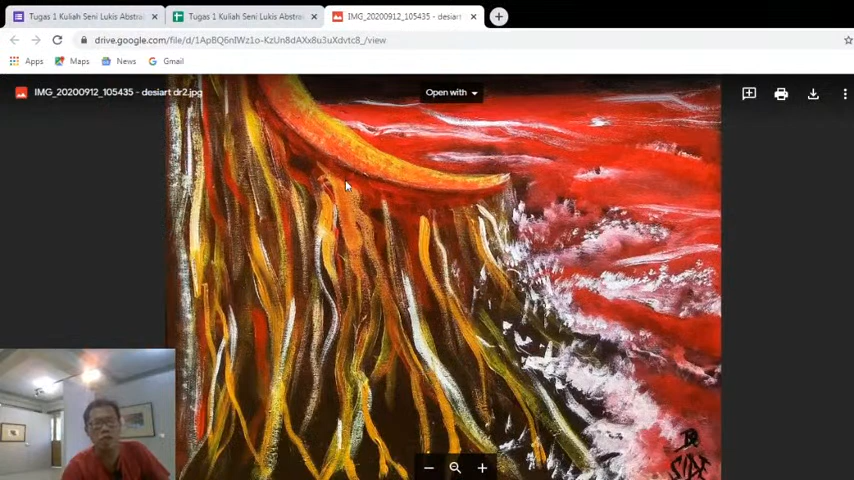 Tugas 1 Kuliah Seni Lukis Abstra
Tugas 1 Kuliah Seni Lukis Abstra
IMG_20200912_105435 - desiart
drive.google.com/file/d/1ApBQ6nIWz1o-KzUn8dAXx8u3uXdvtc8_/view
Apps
Maps
News
Gmail
IMG_20200912_105435 - desiart dr2.jpg
Open with